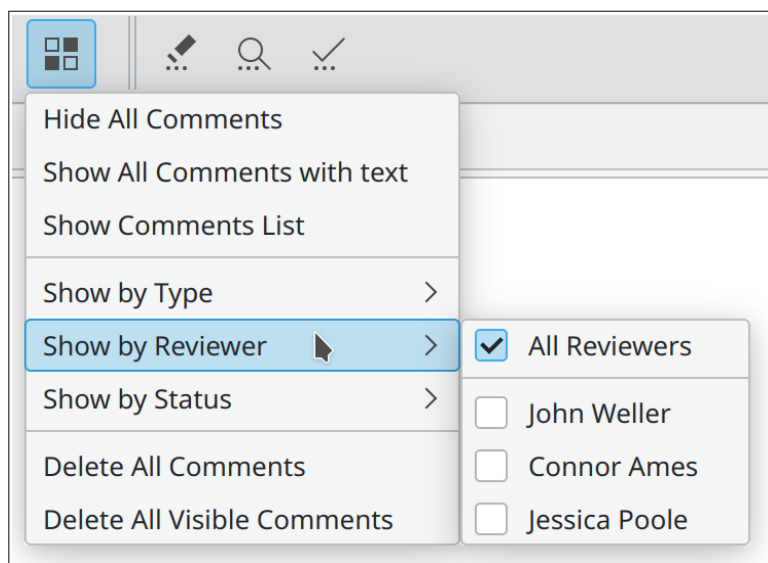 Hide All Comments
Show All Comments with text
Show Comments List
Show by Type
Show by Reviewer
Show by Status
Delete All Comments
Delete All Visible Comments
All Reviewers
John Weller
Connor Ames
Jessica Poole